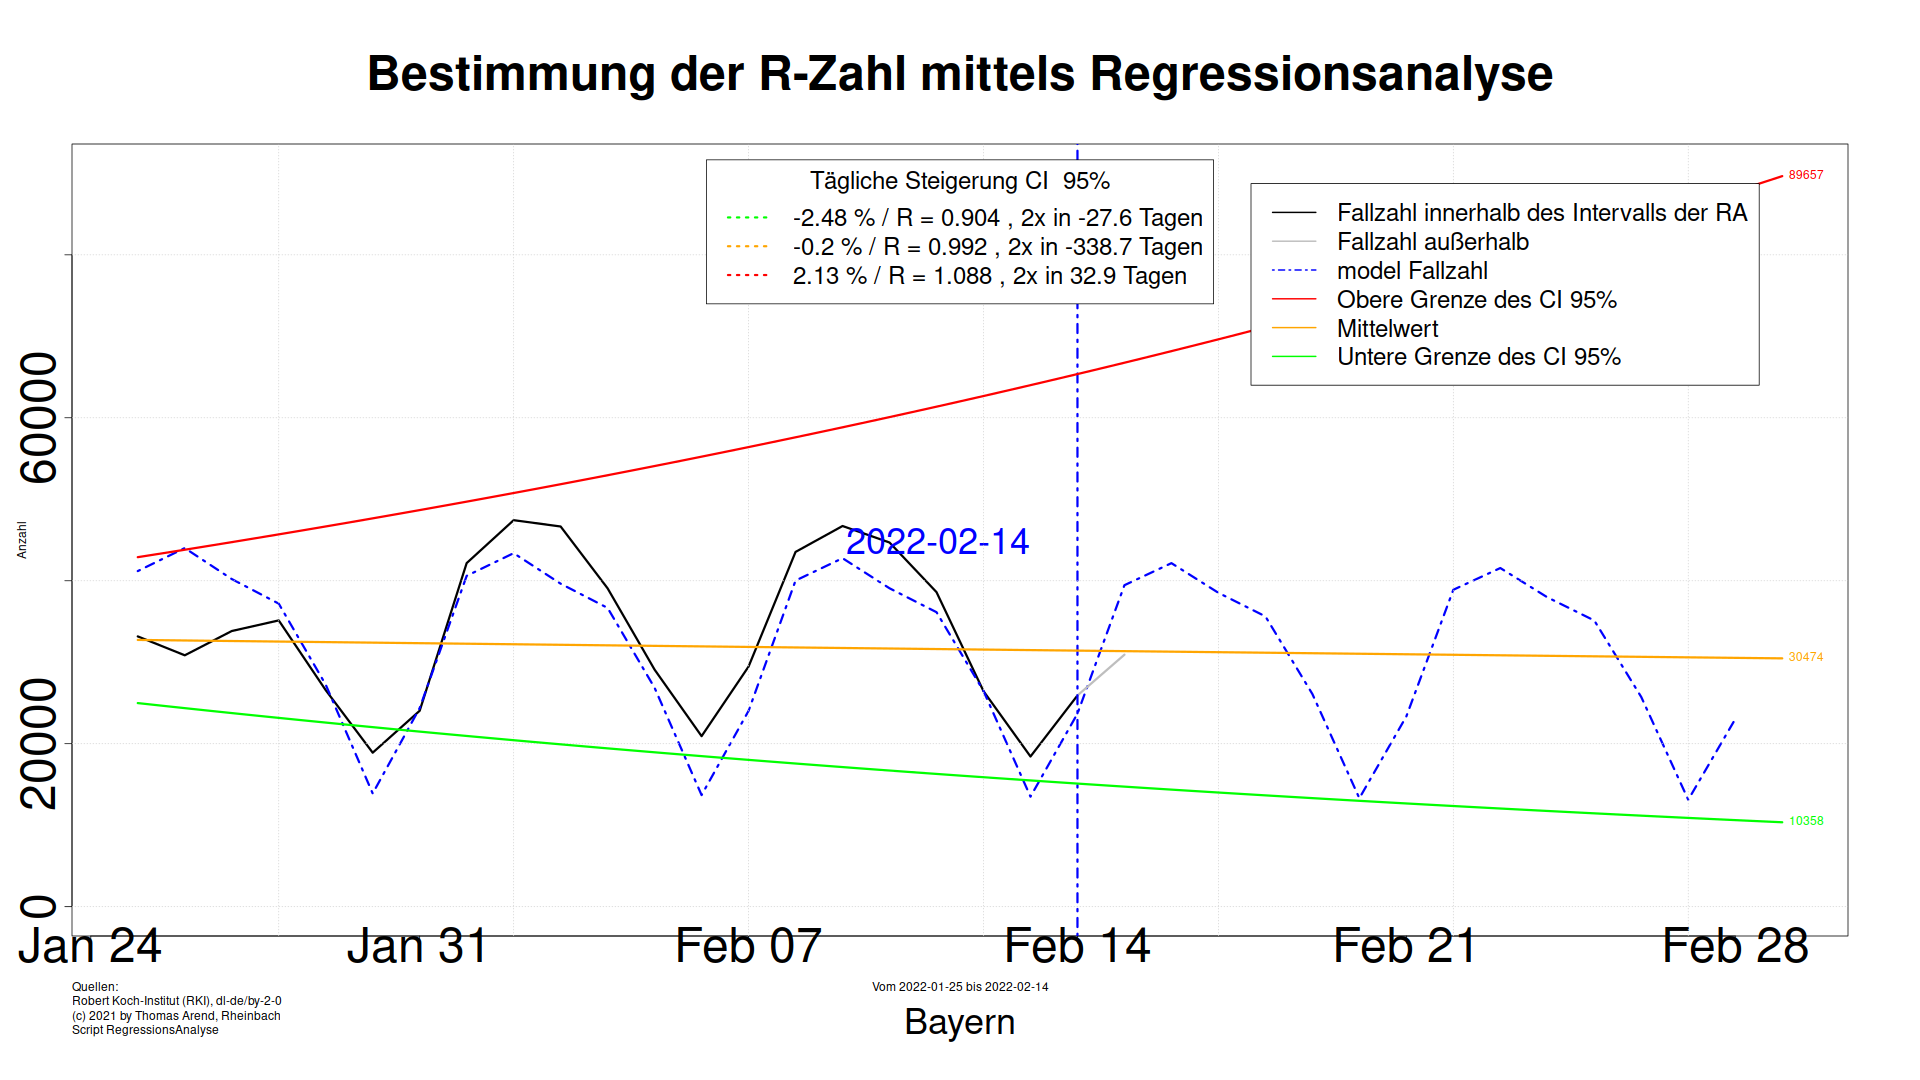 Bestimmung der R-Zahl mittels Regressionsanalyse
Tägliche Steigerung CI  95%
-2.48 % / R = 0.904 , 2x in -27.6 Tagen
-0.2 % / R = 0.992 , 2x in -338.7 Tagen
2.13 % / R = 1.088 , 2x in 32.9 Tagen
Fallzahl innerhalb des Intervalls der RA
Fallzahl außerhalb
model Fallzahl
Obere Grenze des CI 95%
Mittelwert
Untere Grenze des CI 95%
89657
2022-02-14
30474
10358
Anzahl
60000
20000
0
Jan 24
Jan 31
Feb 07
Feb 14
Feb 21
Feb 28
Quellen:
Robert Koch-Institut (RKI), dl-de/by-2-0
(c) 2021 by Thomas Arend, Rheinbach
Script RegressionsAnalyse
Vom 2022-01-25 bis 2022-02-14
Bayern